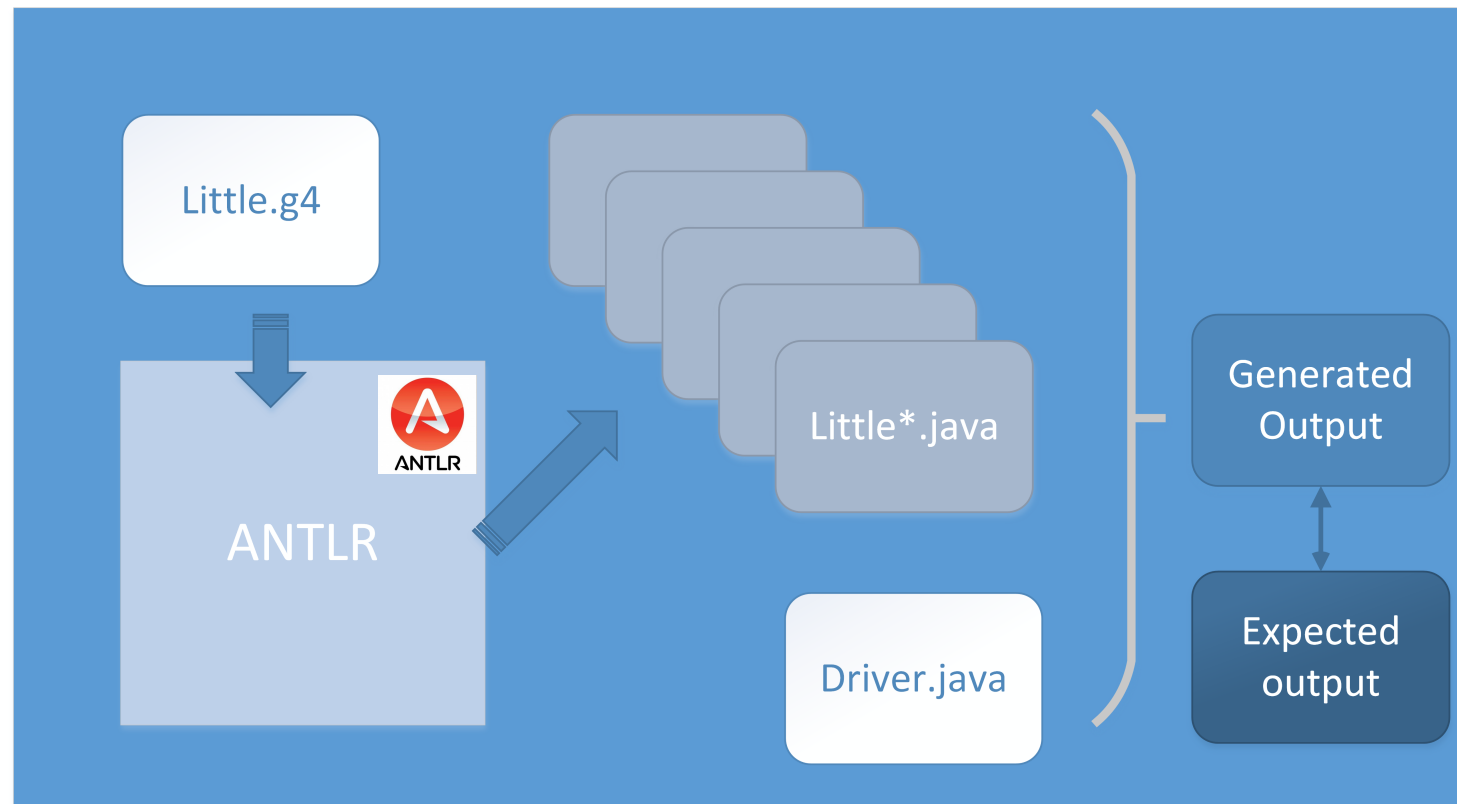 Little.g4
ANTLR
ANTLR
Little*.java
Driver.java
Generated
Output
Expected
output